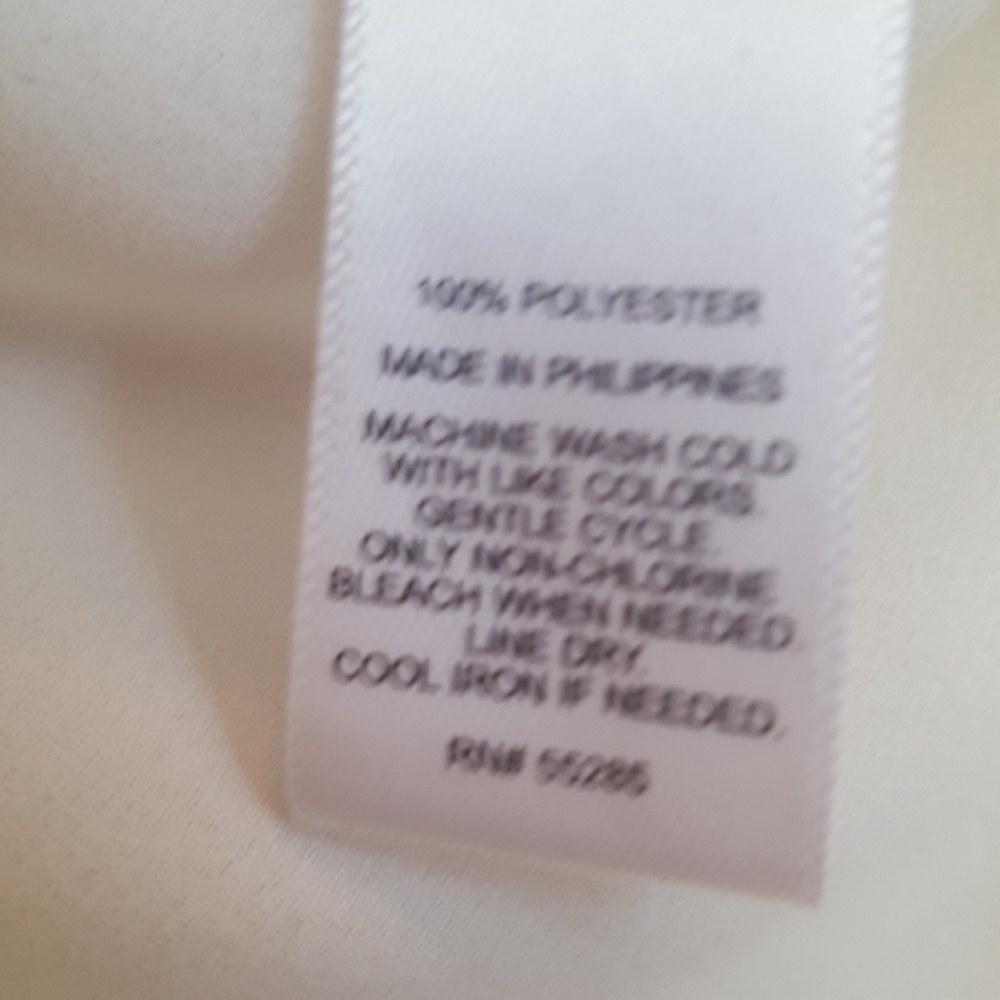 100% POLYESTER
MADE IN PHILIPPINES
MACHINE WASH COLD
WITH LIKE COLORS.
GENTLE CYCLE.
ONLY NON-CHLORINE
BLEACH WHEN NEEDED.
LINE DRY.
COOL IRON IF NEEDED.
RN# 55285